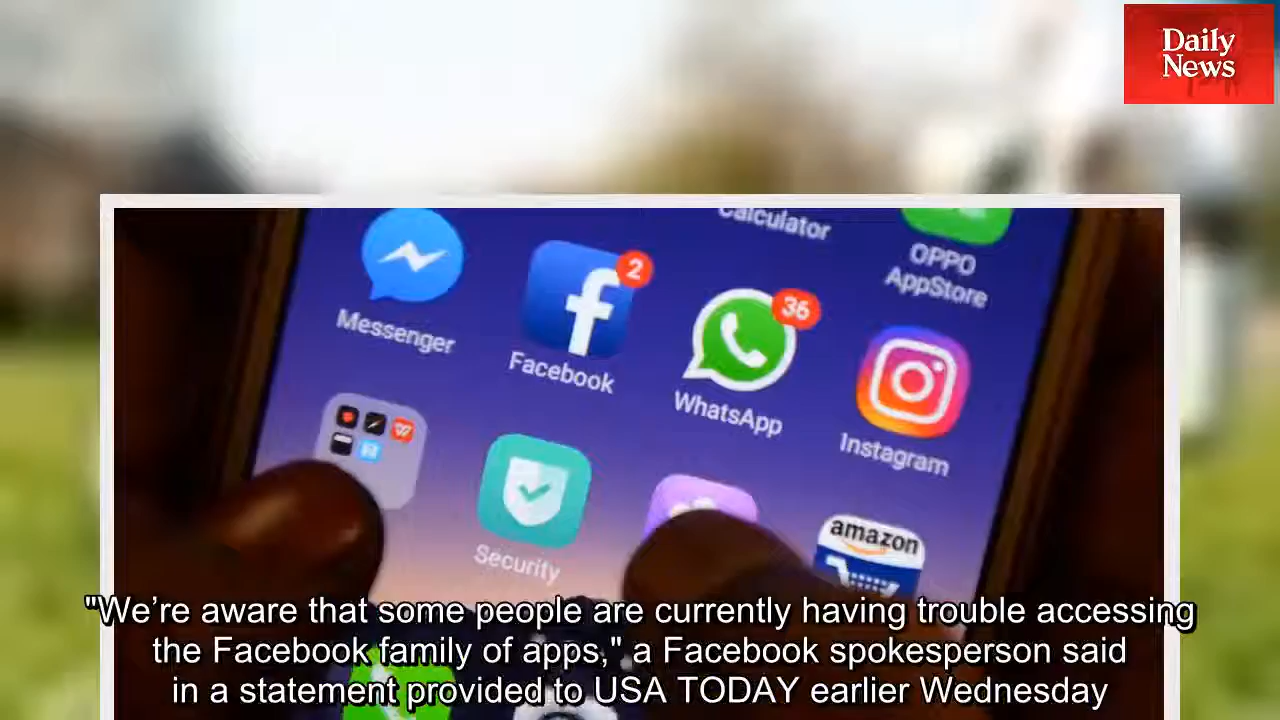 Daily
News
Calculator
OPPO
AppStore
Messenger
2
Facebook
36
WhatsApp
Instagram
Security
amazon
"We’re aware that some people are currently having trouble accessing
the Facebook family of apps," a Facebook spokesperson said
in a statement provided to USA TODAY earlier Wednesday